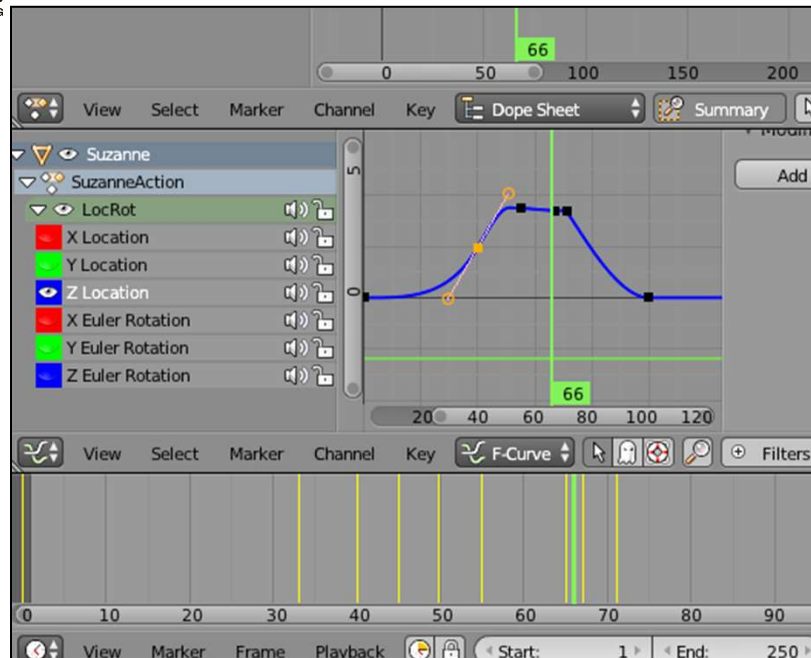 66
0 50 100 150 200
View Select Marker Channel Key Dope Sheet Summary
Suzanne
SuzanneAction
LocRot
X Location
Y Location
Z Location
X Euler Rotation
Y Euler Rotation
Z Euler Rotation
5
0
Add
66
20 40 60 80 100 120
View Select Marker Channel Key F-Curve Filters
0 10 20 30 40 50 60 70 80 90
View Marker Frame Playback Start: 1 End: 250